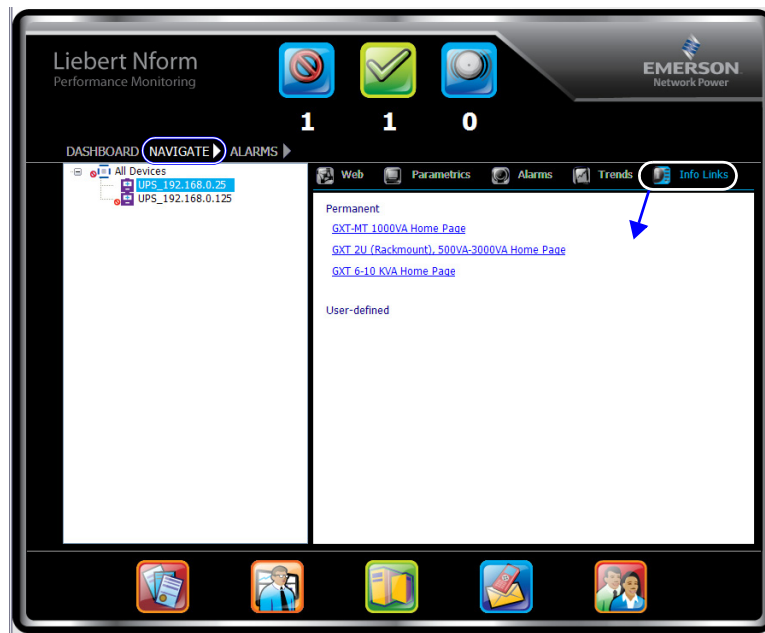 Liebert Nform
Performance Monitoring
EMERSON
Network Power
1 1 0
DASHBOARD NAVIGATE ALARMS
All Devices
UPS_192.168.0.25
UPS_192.168.0.125
Web Parametrics Alarms Trends Info Links
Permanent
GXT-MT 1000VA Home Page
GXT 2U (Rackmount), 500VA-3000VA Home Page
GXT 6-10 KVA Home Page
User-defined